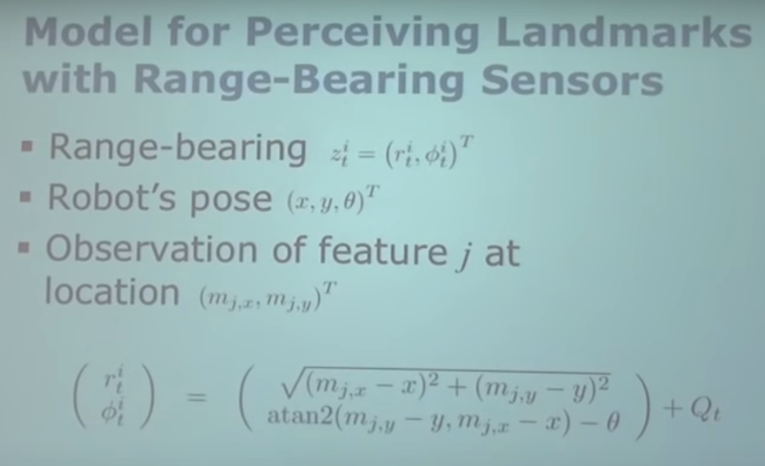 Model for Perceiving Landmarks
with Range-Bearing Sensors
▪ Range-bearing $z_t^i = (r_t^i, \phi_t^i)^T$
▪ Robot's pose $(x, y, \theta)^T$
▪ Observation of feature $j$ at
location $(m_{j,x}, m_{j,y})^T$
$\begin{pmatrix} r_t^i \\ \phi_t^i \end{pmatrix} = \begin{pmatrix} \sqrt{(m_{j,x} - x)^2 + (m_{j,y} - y)^2} \\ \text{atan2}(m_{j,y} - y, m_{j,x} - x) - \theta \end{pmatrix} + Q_t$